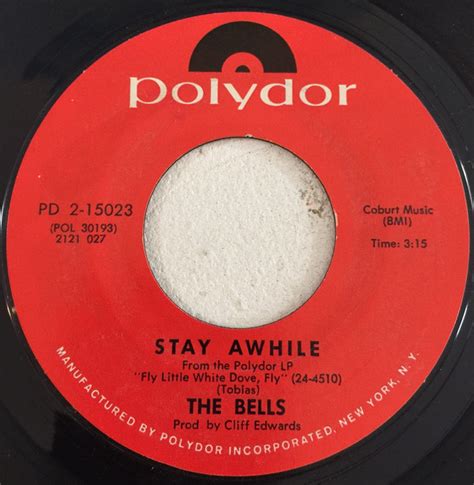 polydor
PD 2-15023
(POL 30193)
2121 027
Coburt Music
(BMI)
Time: 3:15
STAY AWHILE
From the Polydor LP
"Fly Little White Dove, Fly" (24-4510)
(Tobias)
THE BELLS
Prod by Cliff Edwards
MANUFACTURED BY POLYDOR INCORPORATED, NEW YORK, N.Y.